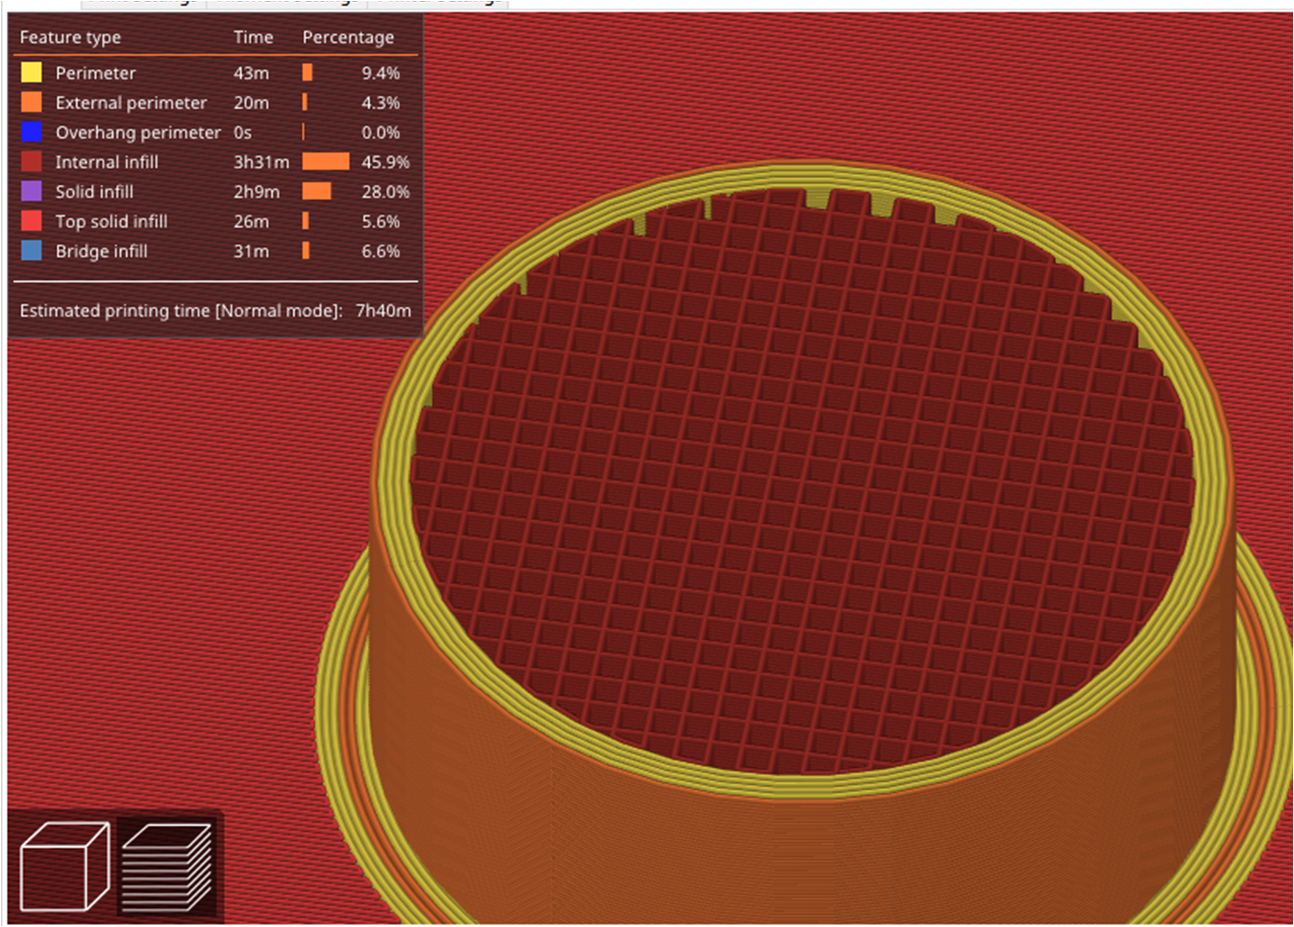 Feature type Time Percentage
Perimeter 43m 9.4%
External perimeter 20m 4.3%
Overhang perimeter 0s 0.0%
Internal infill 3h31m 45.9%
Solid infill 2h9m 28.0%
Top solid infill 26m 5.6%
Bridge infill 31m 6.6%
Estimated printing time [Normal mode]: 7h40m